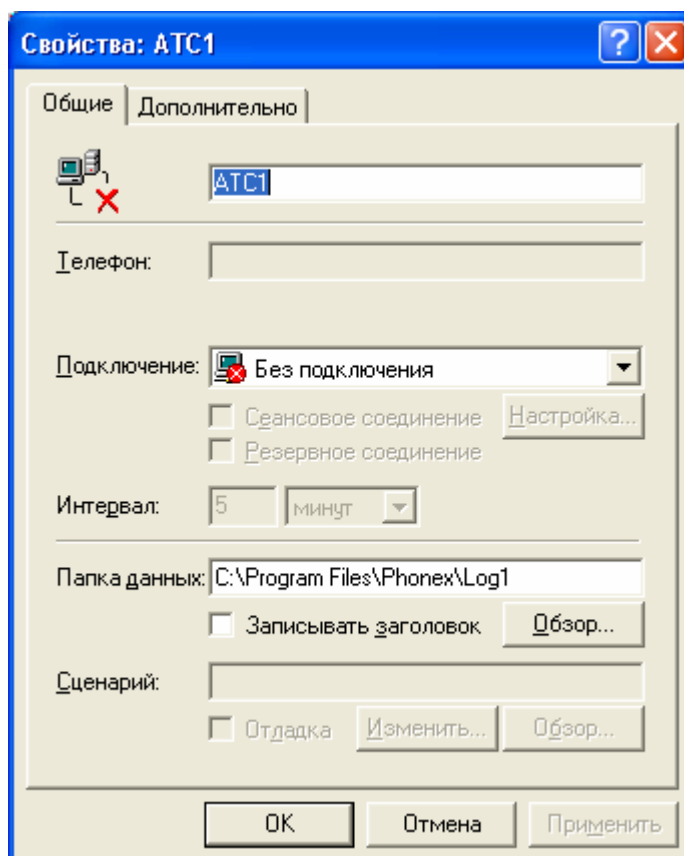 Свойства: АТС1
Общие Дополнительно
АТС1
Телефон:
Подключение: Без подключения
Сеансовое соединение Настройка...
Резервное соединение
Интервал: 5 минут
Папка данных: C:\Program Files\Phonex\Log1
Записывать заголовок Обзор...
Сценарий:
Отладка Изменить... Обзор...
OK Отмена Применить